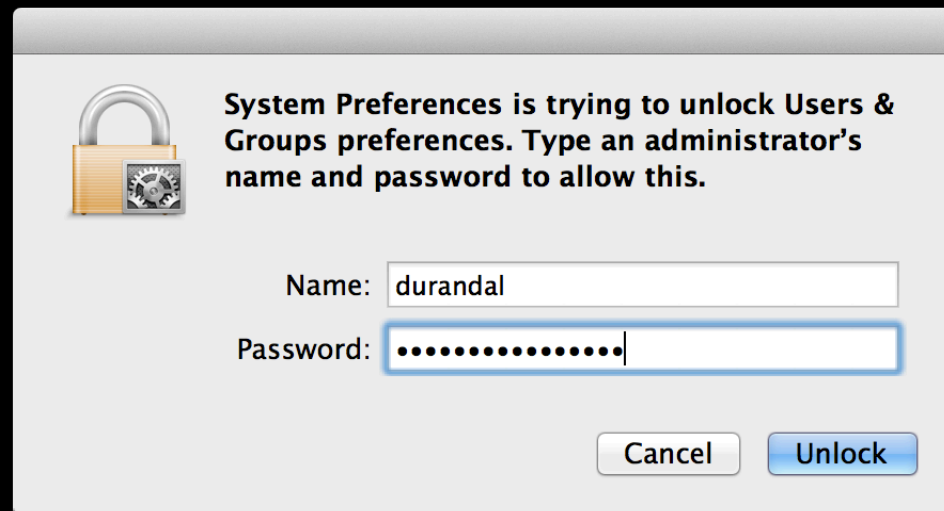 System Preferences is trying to unlock Users &
Groups preferences. Type an administrator’s
name and password to allow this.
Name: durandal
Password: ••••••••••••••••
Cancel Unlock